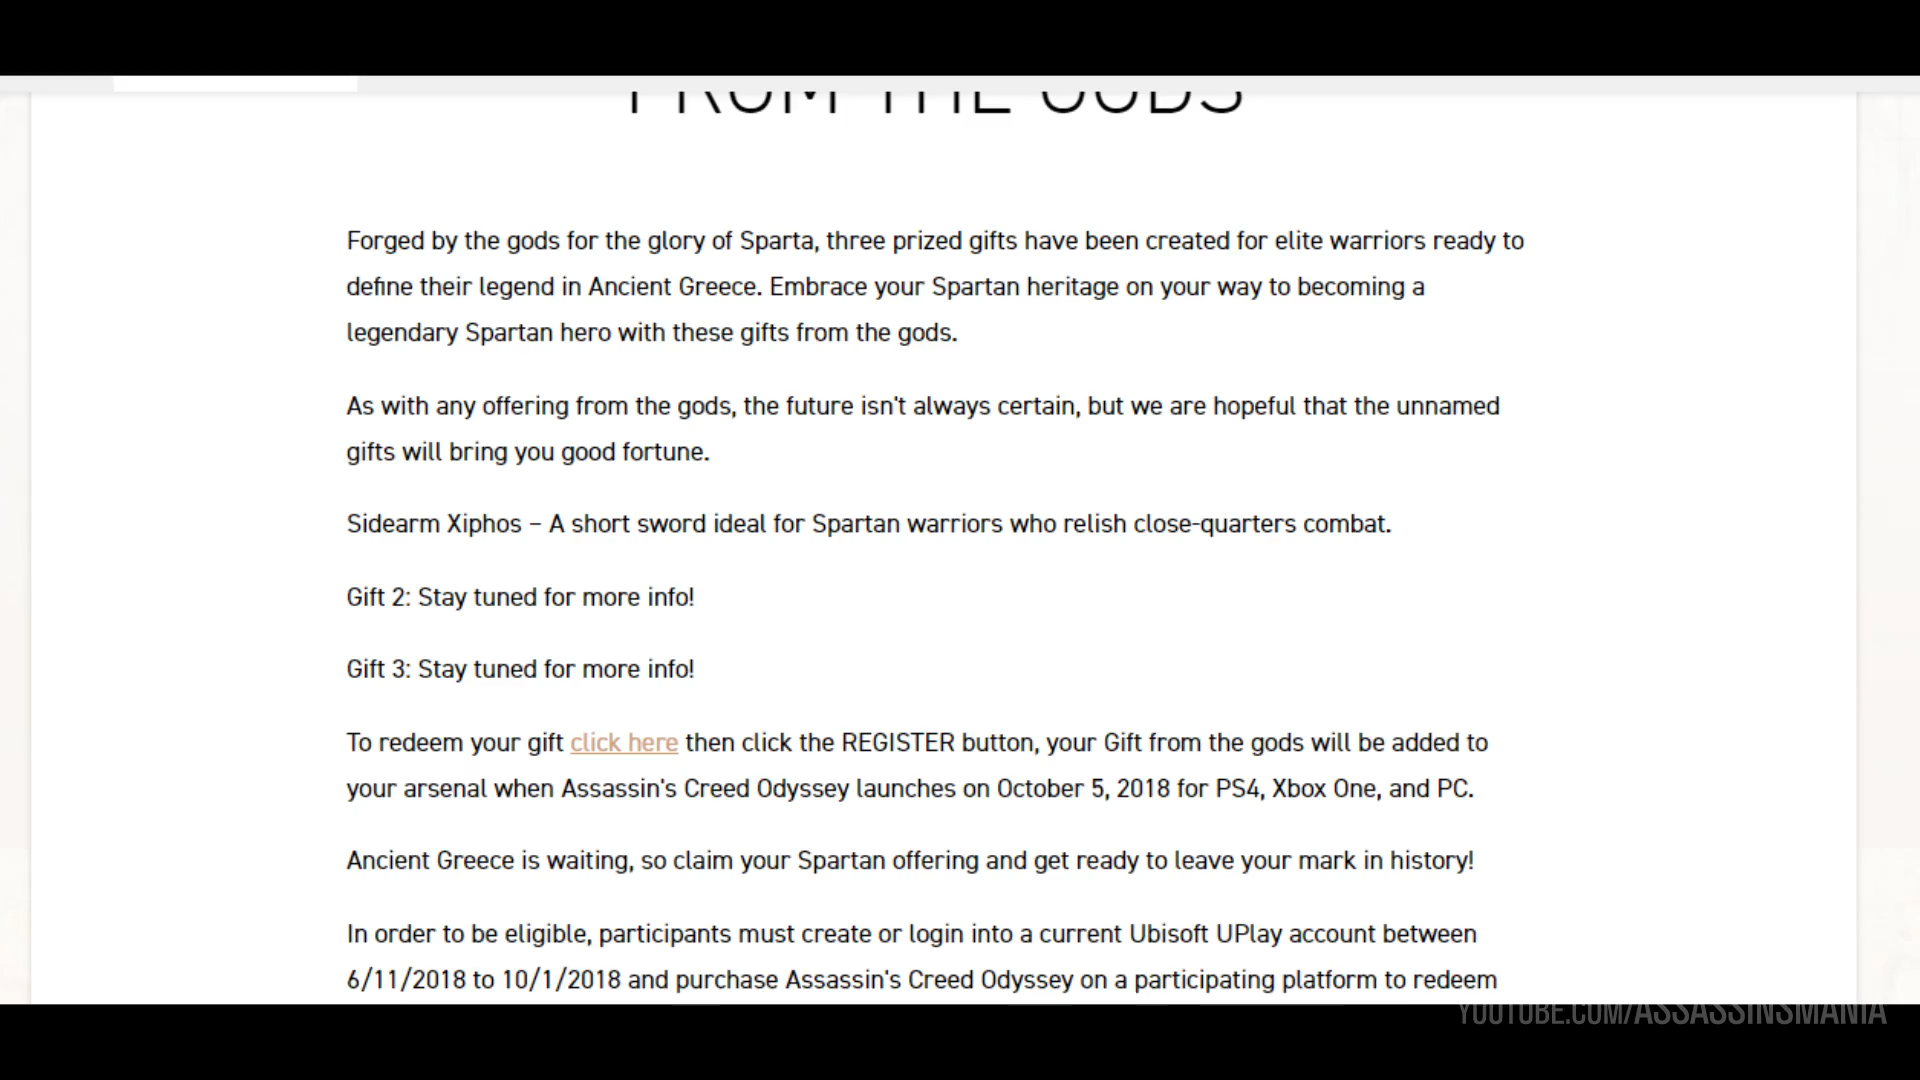 FROM THE GODS
Forged by the gods for the glory of Sparta, three prized gifts have been created for elite warriors ready to
define their legend in Ancient Greece. Embrace your Spartan heritage on your way to becoming a
legendary Spartan hero with these gifts from the gods.
As with any offering from the gods, the future isn't always certain, but we are hopeful that the unnamed
gifts will bring you good fortune.
Sidearm Xiphos – A short sword ideal for Spartan warriors who relish close-quarters combat.
Gift 2: Stay tuned for more info!
Gift 3: Stay tuned for more info!
To redeem your gift click here then click the REGISTER button, your Gift from the gods will be added to
your arsenal when Assassin's Creed Odyssey launches on October 5, 2018 for PS4, Xbox One, and PC.
Ancient Greece is waiting, so claim your Spartan offering and get ready to leave your mark in history!
In order to be eligible, participants must create or login into a current Ubisoft UPlay account between
6/11/2018 to 10/1/2018 and purchase Assassin's Creed Odyssey on a participating platform to redeem
YOUTUBE.COM/ASSASSINSMANIA